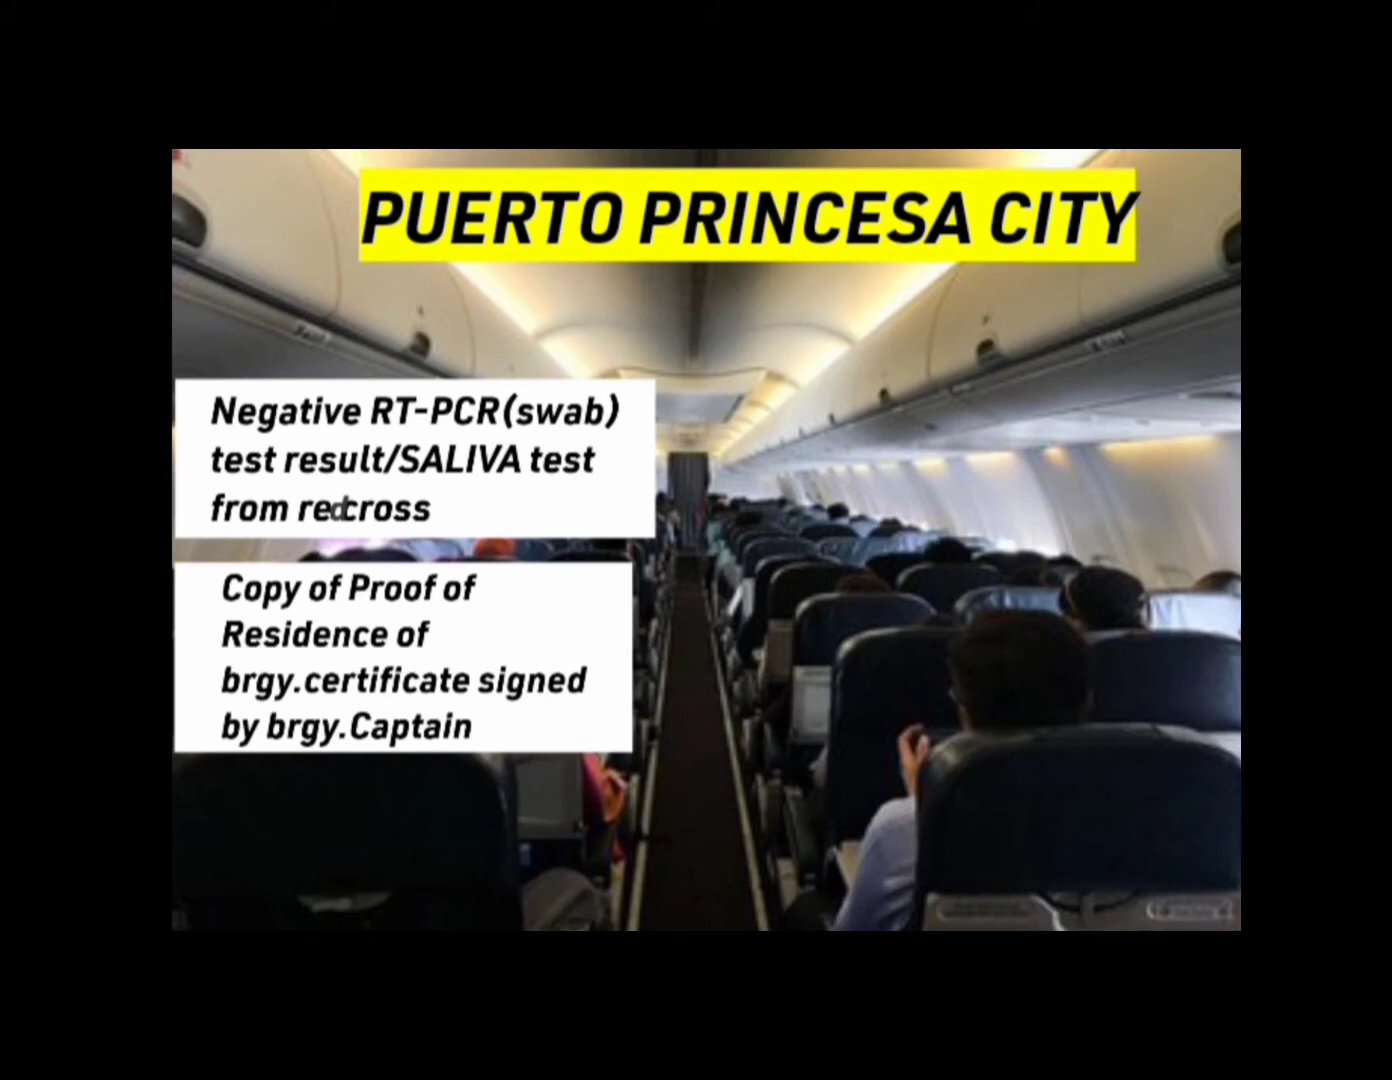 PUERTO PRINCESA CITY
Negative RT-PCR(swab)
test result/SALIVA test
from redcross
Copy of Proof of
Residence of
brgy.certificate signed
by brgy.Captain